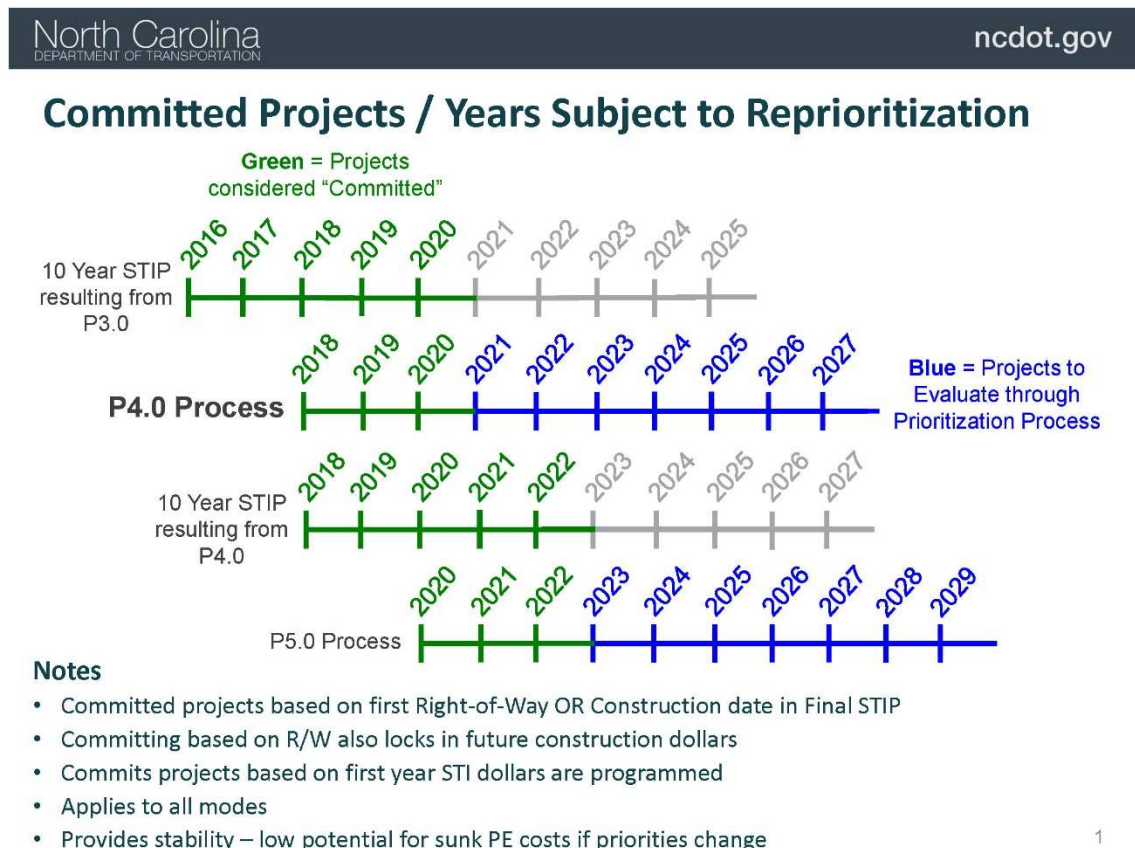 North Carolina
DEPARTMENT OF TRANSPORTATION
ncdot.gov
Committed Projects / Years Subject to Reprioritization
Green = Projects
considered “Committed”
2016 2017 2018 2019 2020 2021 2022 2023 2024 2025
10 Year STIP
resulting from
P3.0
2018 2019 2020 2021 2022 2023 2024 2025 2026 2027
P4.0 Process
Blue = Projects to
Evaluate through
Prioritization Process
2018 2019 2020 2021 2022 2023 2024 2025 2026 2027
10 Year STIP
resulting from
P4.0
2020 2021 2022 2023 2024 2025 2026 2027 2028 2029
P5.0 Process
Notes
• Committed projects based on first Right-of-Way OR Construction date in Final STIP
• Committing based on R/W also locks in future construction dollars
• Commits projects based on first year STI dollars are programmed
• Applies to all modes
• Provides stability – low potential for sunk PE costs if priorities change
1